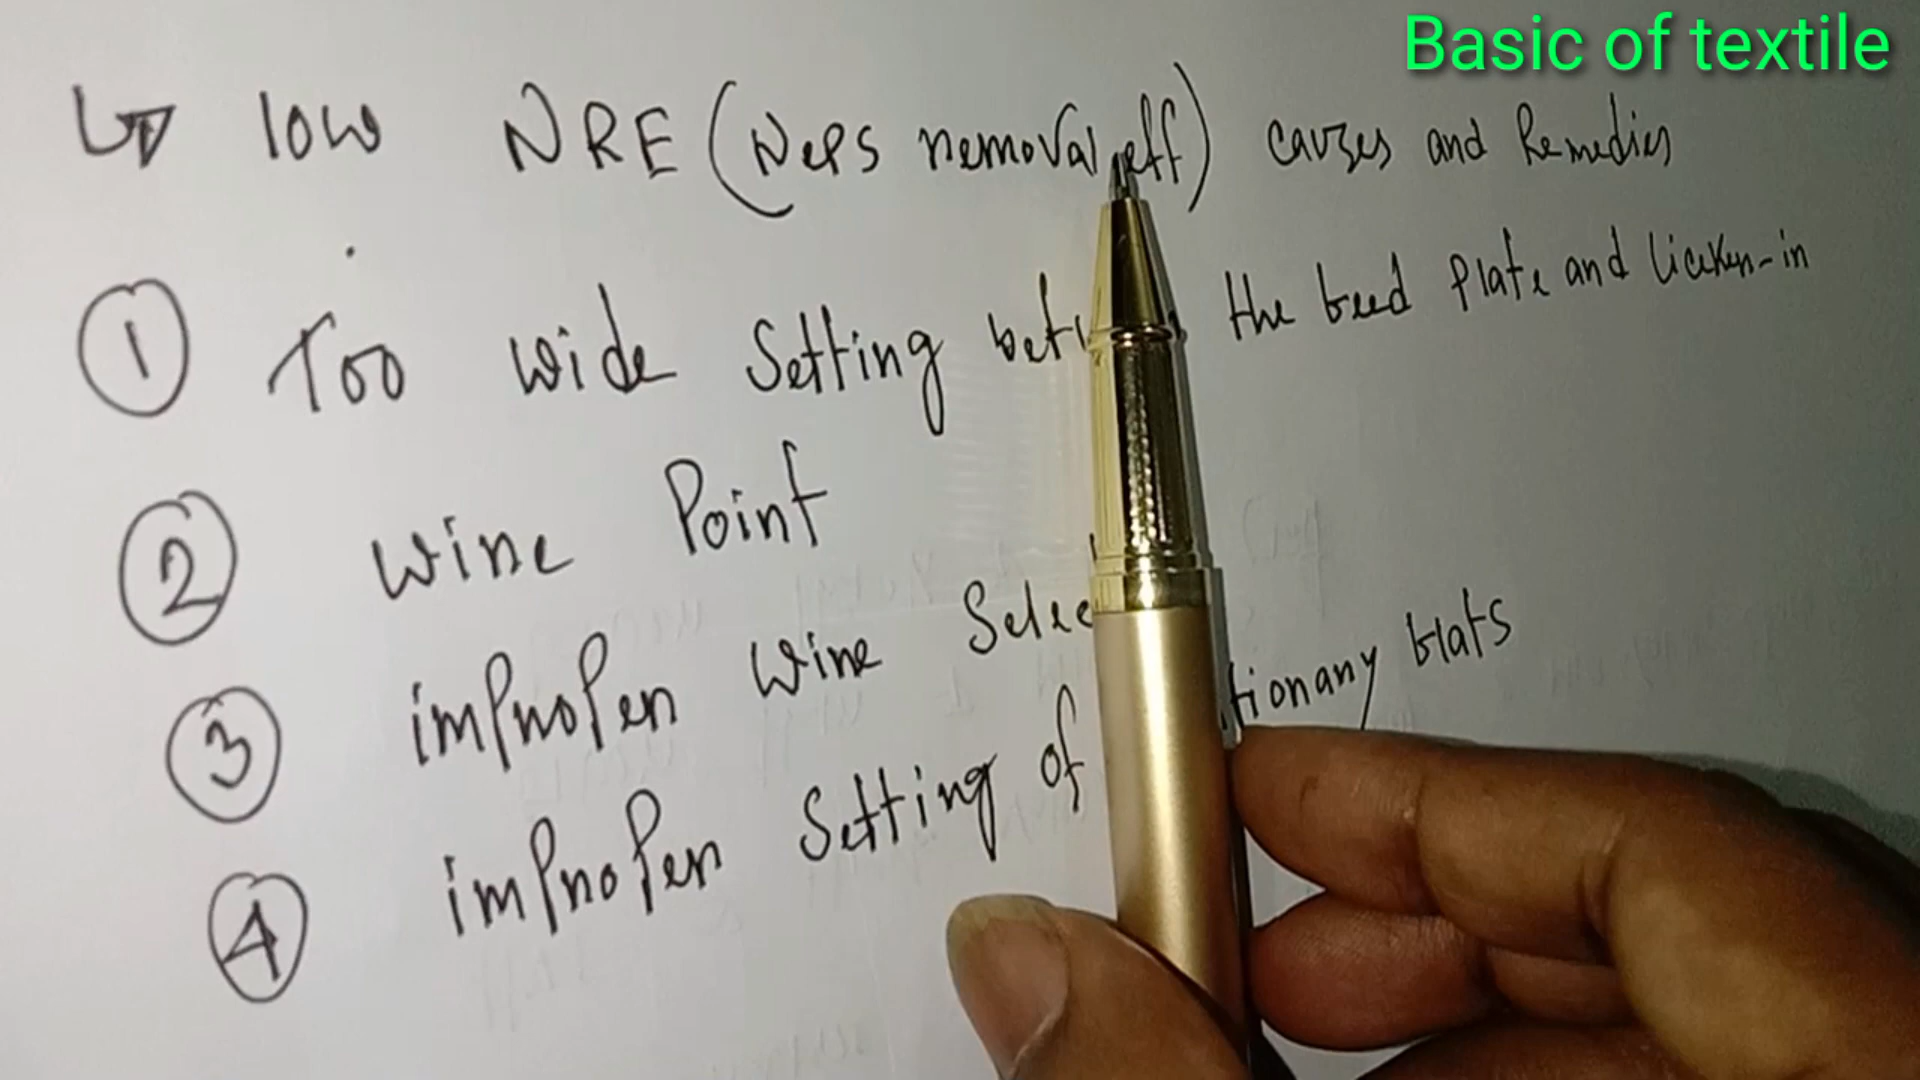 Basic of textile
low NRE (Neps removal eff) causes and Remedies
① Too wide Setting the feed Plate and licker-in
② wire Point
③ improper wire
④ improper Setting of flats